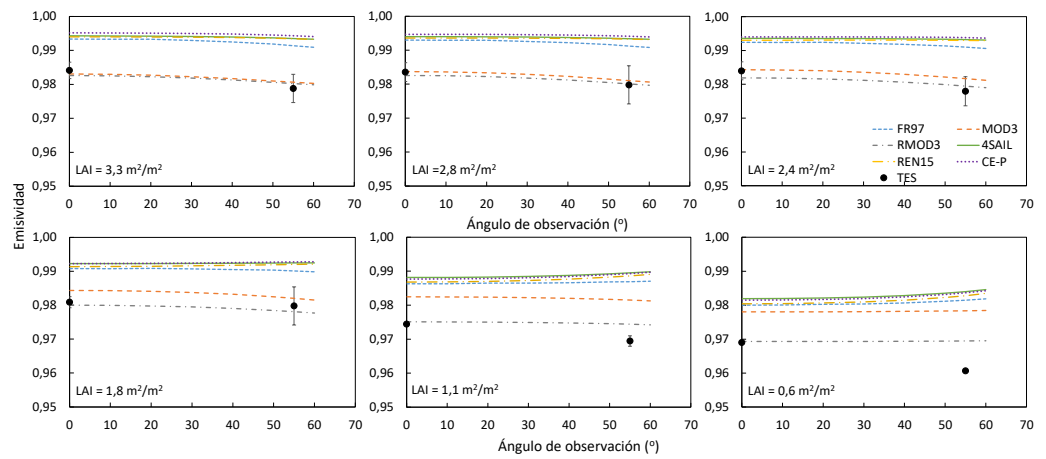 Emisividad
1,00
0,99
0,98
0,97
0,96
0,95
LAI = 3,3 m²/m²
0 10 20 30 40 50 60 70
1,00
0,99
0,98
0,97
0,96
0,95
LAI =2,8 m²/m²
0 10 20 30 40 50 60 70
Ángulo de observación (º)
1,00
0,99
0,98
0,97
0,96
0,95
FR97 MOD3
RMOD3 4SAIL
REN15 CE-P
TES
LAI = 2,4 m²/m²
0 10 20 30 40 50 60 70
1,00
0,99
0,98
0,97
0,96
0,95
LAI = 1,8 m²/m²
0 10 20 30 40 50 60 70
1,00
0,99
0,98
0,97
0,96
0,95
LAI = 1,1 m²/m²
0 10 20 30 40 50 60 70
Ángulo de observación (º)
1,00
0,99
0,98
0,97
0,96
0,95
LAI = 0,6 m²/m²
0 10 20 30 40 50 60 70